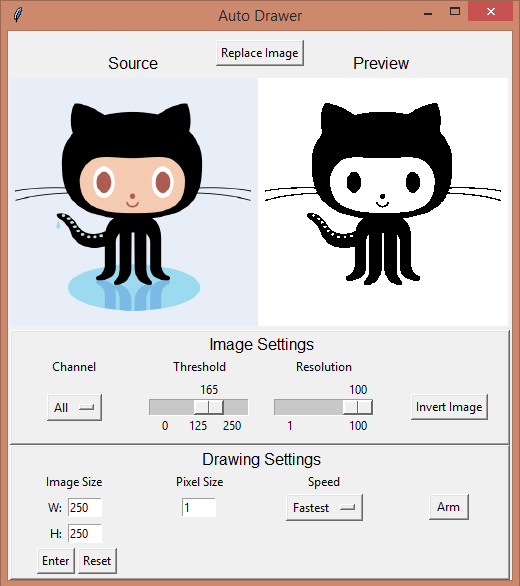 Auto Drawer
Replace Image
Source Preview
Image Settings
Channel Threshold Resolution
165 100
All Invert Image
0 125 250 1 100
Drawing Settings
Image Size Pixel Size Speed
W: 250 1 Fastest Arm
H: 250
Enter Reset